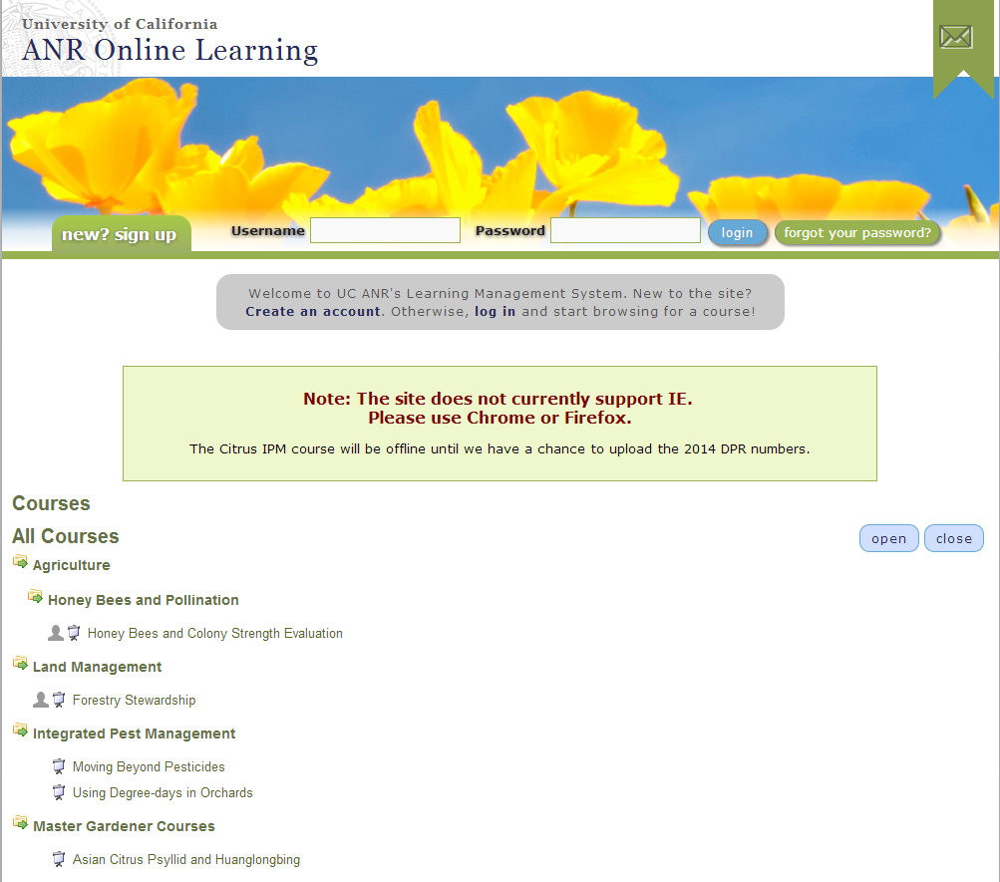 University of California
ANR Online Learning
new? sign up
Username
Password
login
forgot your password?
Welcome to UC ANR's Learning Management System. New to the site?
Create an account. Otherwise, log in and start browsing for a course!
Note: The site does not currently support IE.
Please use Chrome or Firefox.
The Citrus IPM course will be offline until we have a chance to upload the 2014 DPR numbers.
Courses
All Courses
open
close
Agriculture
Honey Bees and Pollination
Honey Bees and Colony Strength Evaluation
Land Management
Forestry Stewardship
Integrated Pest Management
Moving Beyond Pesticides
Using Degree-days in Orchards
Master Gardener Courses
Asian Citrus Psyllid and Huanglongbing